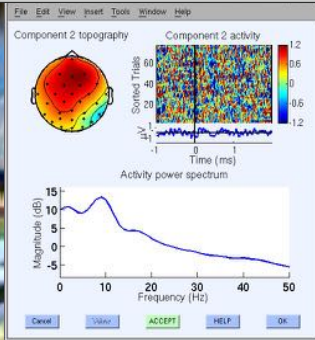 File Edit View Insert Tools Window Help
Component 2 topography
Component 2 activity
Sorted Trials
60
40
20
1.2
0.6
0
-0.6
-1.2
μV
1
-1
-1 0 1
Time (ms)
Activity power spectrum
Magnitude (dB)
15
10
5
0
-5
0 10 20 30 40 50
Frequency (Hz)
Cancel
ACCEPT
HELP
OK